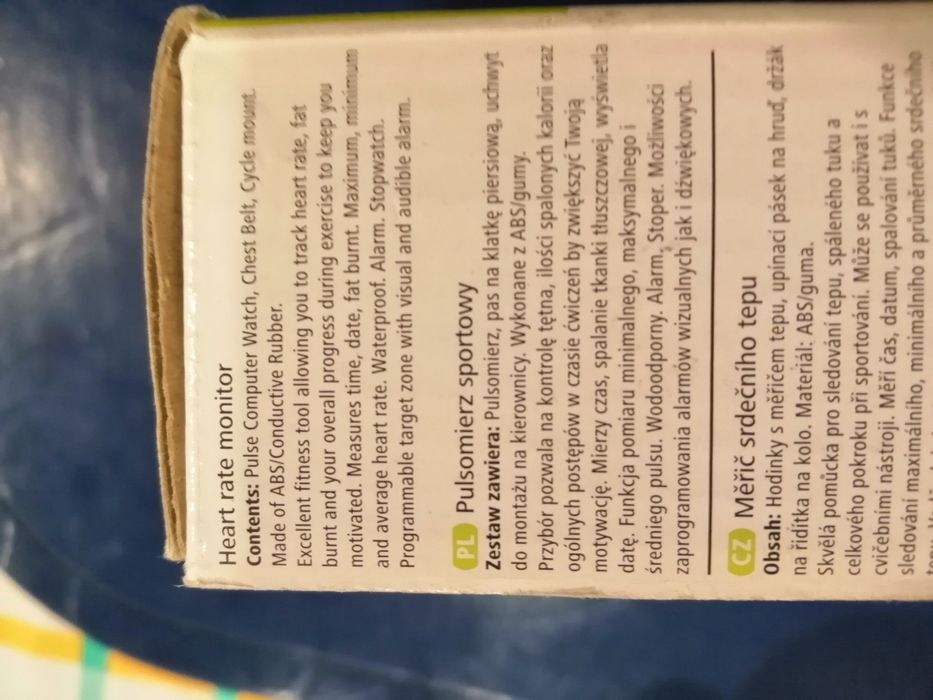 Heart rate monitor
Contents: Pulse Computer Watch, Chest Belt, Cycle mount.
Made of ABS/Conductive Rubber.
Excellent fitness tool allowing you to track heart rate, fat
burnt and your overall progress during exercise to keep you
motivated. Measures time, date, fat burnt. Maximum, minimum
and average heart rate. Waterproof. Alarm. Stopwatch.
Programmable target zone with visual and audible alarm.
PL Pulsomierz sportowy
Zestaw zawiera: Pulsomierz, pas na klatkę piersiową, uchwyt
do montażu na kierownicy. Wykonane z ABS/gumy.
Przybór pozwala na kontrolę tętna, ilości spalonych kalorii oraz
ogólnych postępów w czasie ćwiczeń by zwiększyć Twoją
motywację. Mierzy czas, spalanie tkanki tłuszczowej, wyświetla
datę. Funkcja pomiaru minimalnego, maksymalnego i
średniego pulsu. Wodoodporny. Alarm. Stoper. Możliwości
zaprogramowania alarmów wizualnych jak i dźwiękowych.
CZ Měřič srdečního tepu
Obsah: Hodinky s měřičem tepu, upínací pásek na hruď, držák
na řidítka na kolo. Materiál: ABS/guma.
Skvělá pomůcka pro sledování tepu, spáleného tuku a
celkového pokroku při sportování. Může se používat i s
cvičebními nástroji. Měří čas, datum, spalování tuků. Funkce
sledování maximálního, minimálního a průměrného srdečního